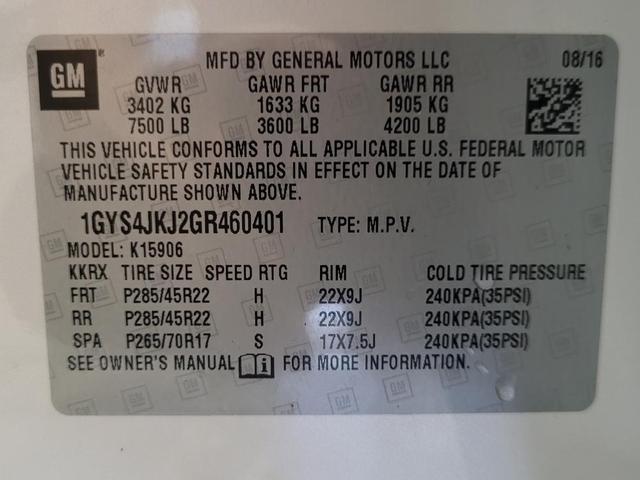 GM ®
MFD BY GENERAL MOTORS LLC 08/16
GVWR GAWR FRT GAWR RR
3402 KG 1633 KG 1905 KG
7500 LB 3600 LB 4200 LB
THIS VEHICLE CONFORMS TO ALL APPLICABLE U.S. FEDERAL MOTOR
VEHICLE SAFETY STANDARDS IN EFFECT ON THE DATE OF
MANUFACTURE SHOWN ABOVE.
1GYS4JKJ2GR460401 TYPE: M.P.V.
MODEL: K15906
KKRX TIRE SIZE SPEED RTG RIM COLD TIRE PRESSURE
FRT P285/45R22 H 22X9J 240KPA(35PSI)
RR P285/45R22 H 22X9J 240KPA(35PSI)
SPA P265/70R17 S 17X7.5J 240KPA(35PSI)
SEE OWNER'S MANUAL i FOR MORE INFORMATION.